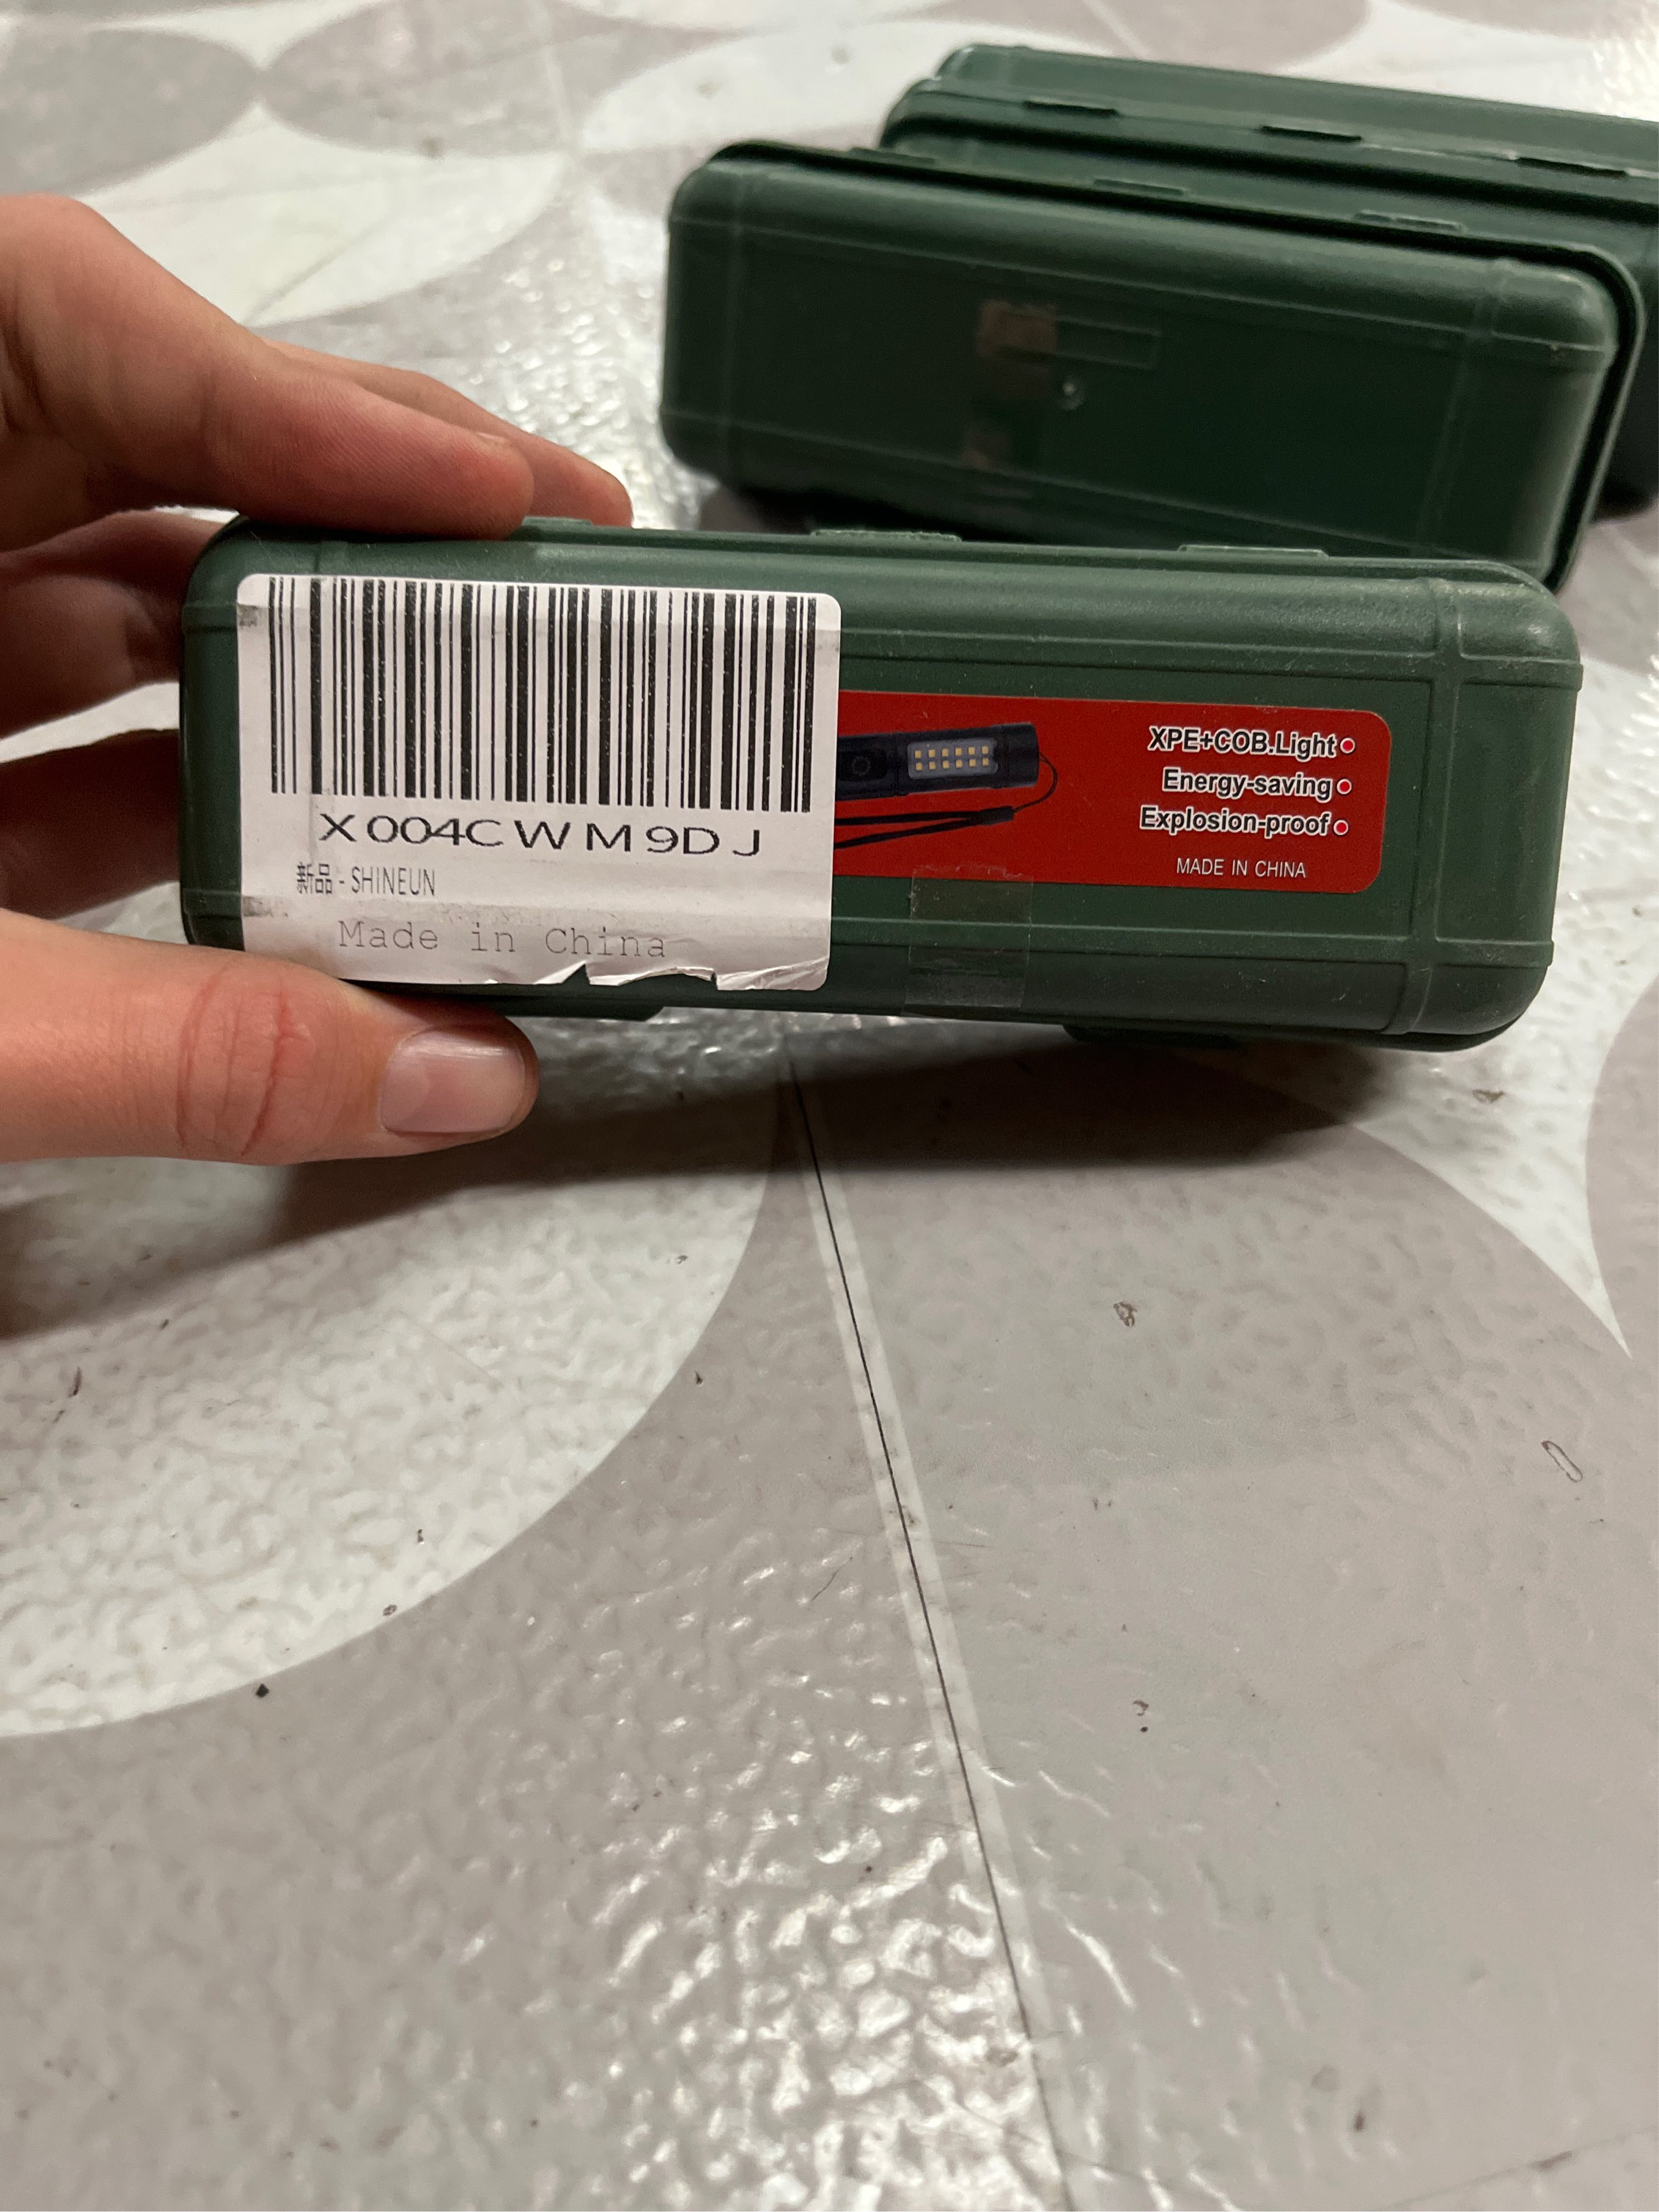 X004CWM9DJ
新品 - SHINEUN
Made in China
XPE+COB.Light
Energy-saving
Explosion-proof
MADE IN CHINA